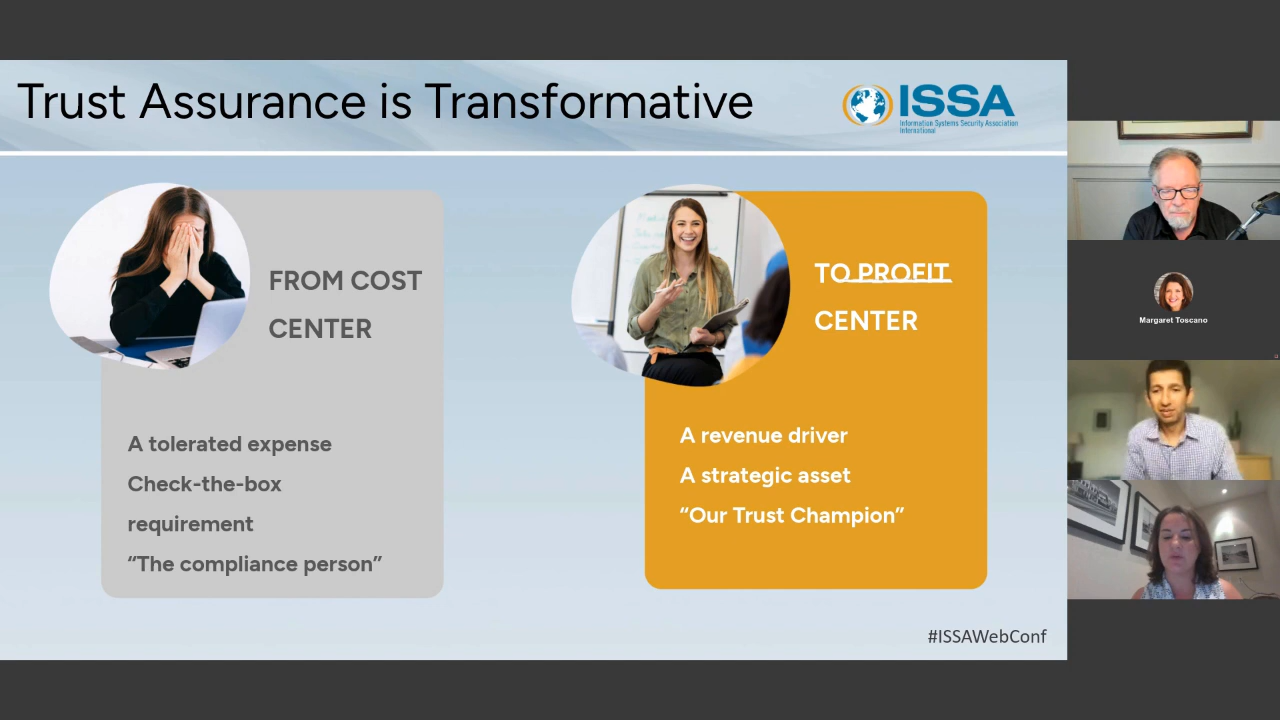 Trust Assurance is Transformative
ISSA
Information Systems Security Association
International
FROM COST
CENTER
A tolerated expense
Check-the-box
requirement
“The compliance person”
TO PROFIT
CENTER
A revenue driver
A strategic asset
“Our Trust Champion”
#ISSAWebConf
Margaret Toscano